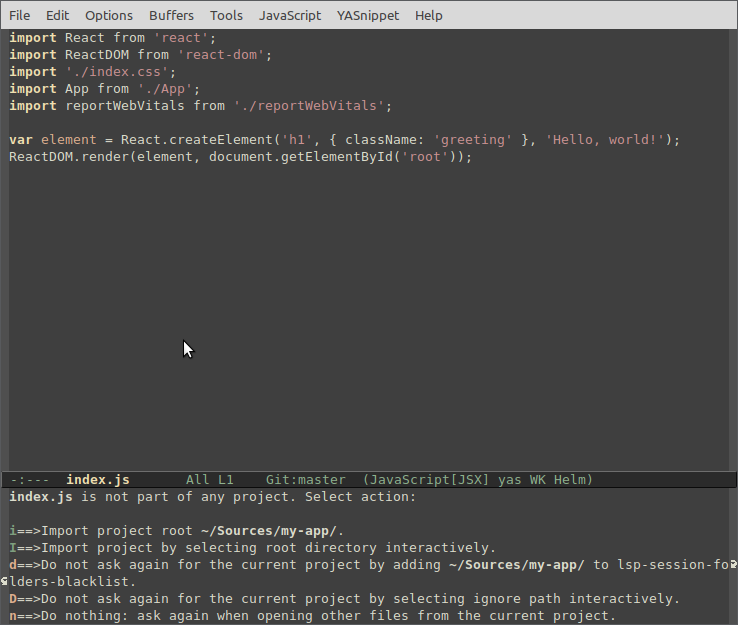 File Edit Options Buffers Tools JavaScript YASnippet Help
import React from 'react';
import ReactDOM from 'react-dom';
import './index.css';
import App from './App';
import reportWebVitals from './reportWebVitals';
var element = React.createElement('h1', { className: 'greeting' }, 'Hello, world!');
ReactDOM.render(element, document.getElementById('root'));
-:--- index.js All L1 Git:master (JavaScript[JSX] yas WK Helm)
index.js is not part of any project. Select action:
i==>Import project root ~/Sources/my-app/.
I==>Import project by selecting root directory interactively.
d==>Do not ask again for the current project by adding ~/Sources/my-app/ to lsp-session-fo
lders-blacklist.
D==>Do not ask again for the current project by selecting ignore path interactively.
n==>Do nothing: ask again when opening other files from the current project.